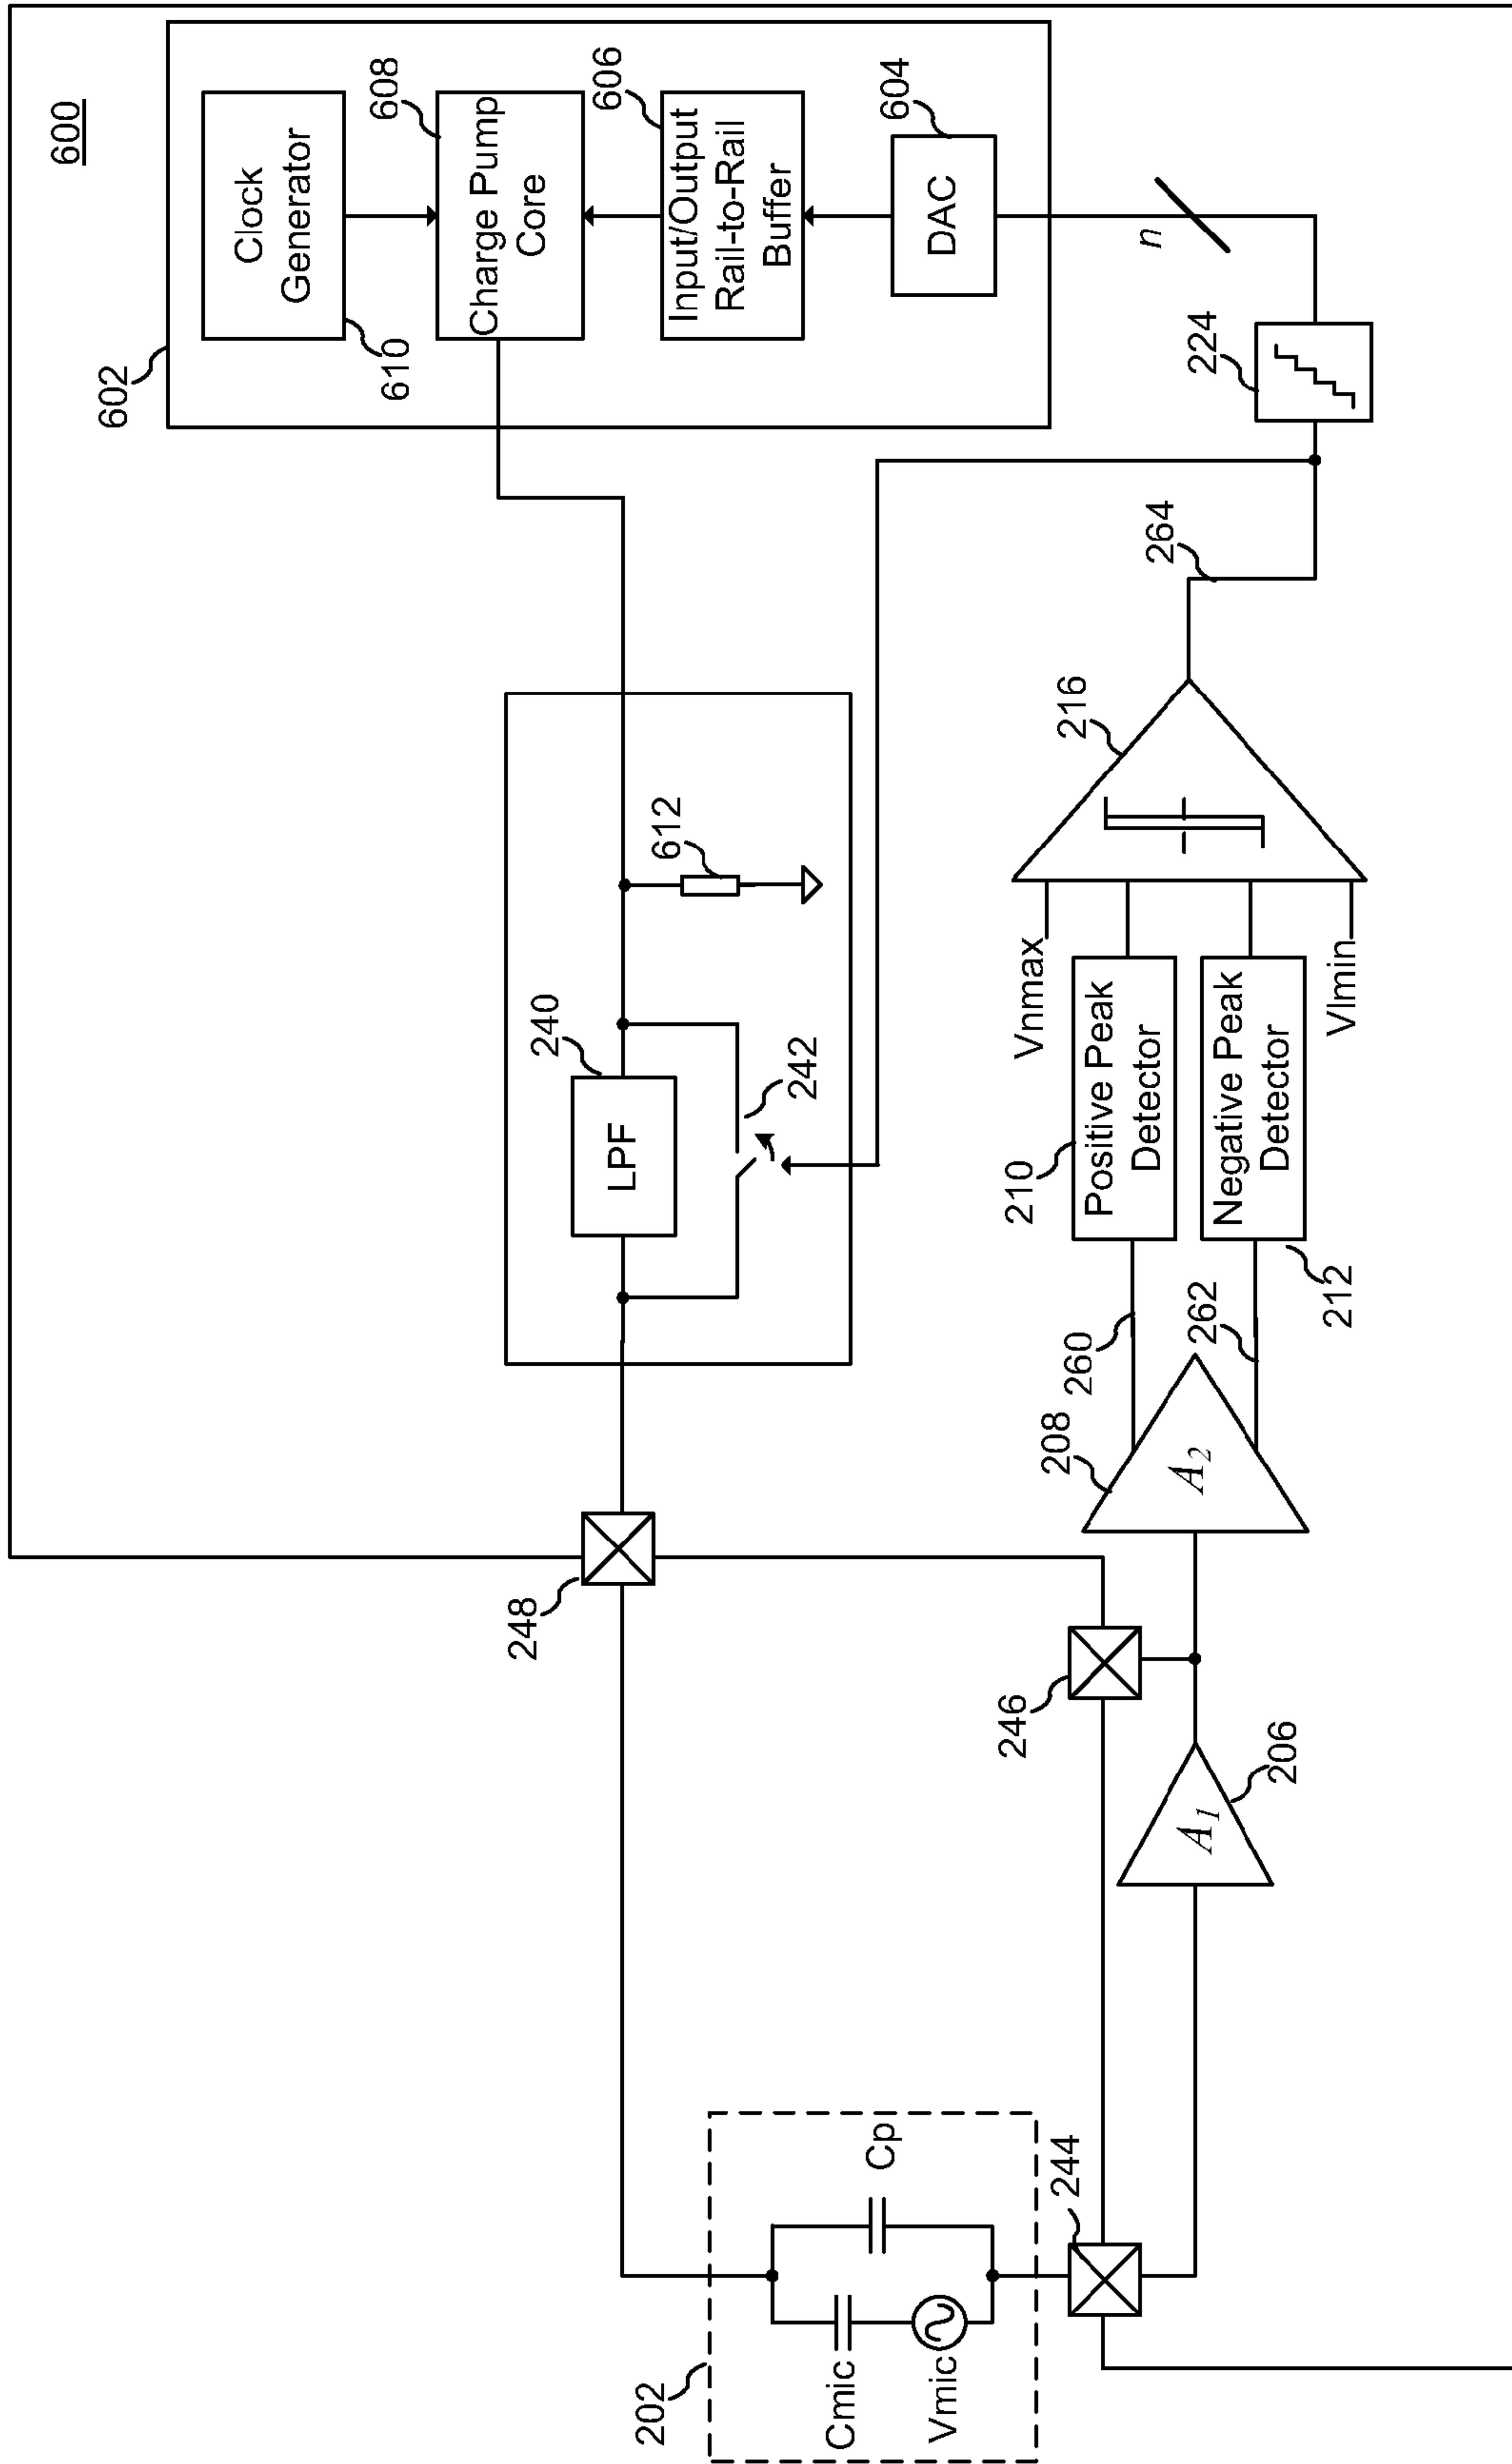 600
602
Clock
Generator
610
608
Charge Pump
Core
606
Input/Output
Rail-to-Rail
Buffer
604
DAC
n
224
264
216
Vnmax
Vlmin
210
Positive Peak
Detector
Negative Peak
Detector
212
260
262
208
A2
240
LPF
242
612
248
246
206
A1
244
202
Cmic
Vmic
Cp